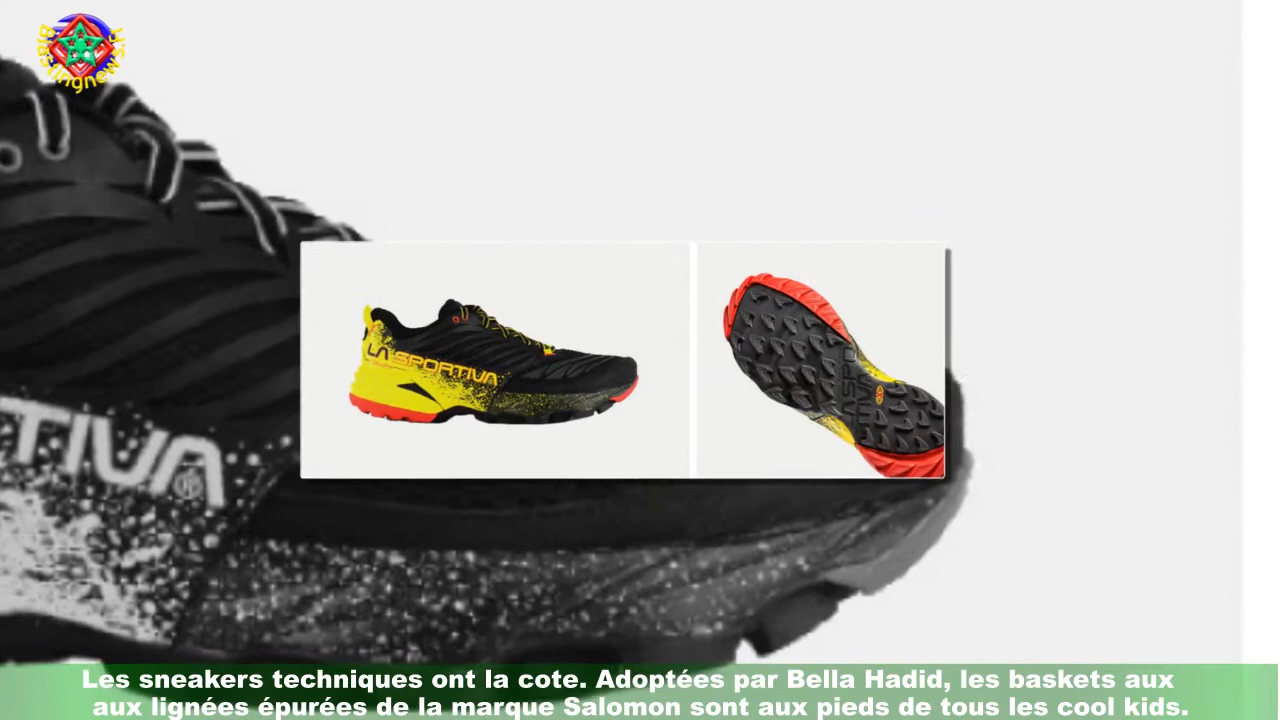 LA SPORTIVA
TIVA
Les sneakers techniques ont la cote. Adoptées par Bella Hadid, les baskets aux
aux lignées épurées de la marque Salomon sont aux pieds de tous les cool kids.